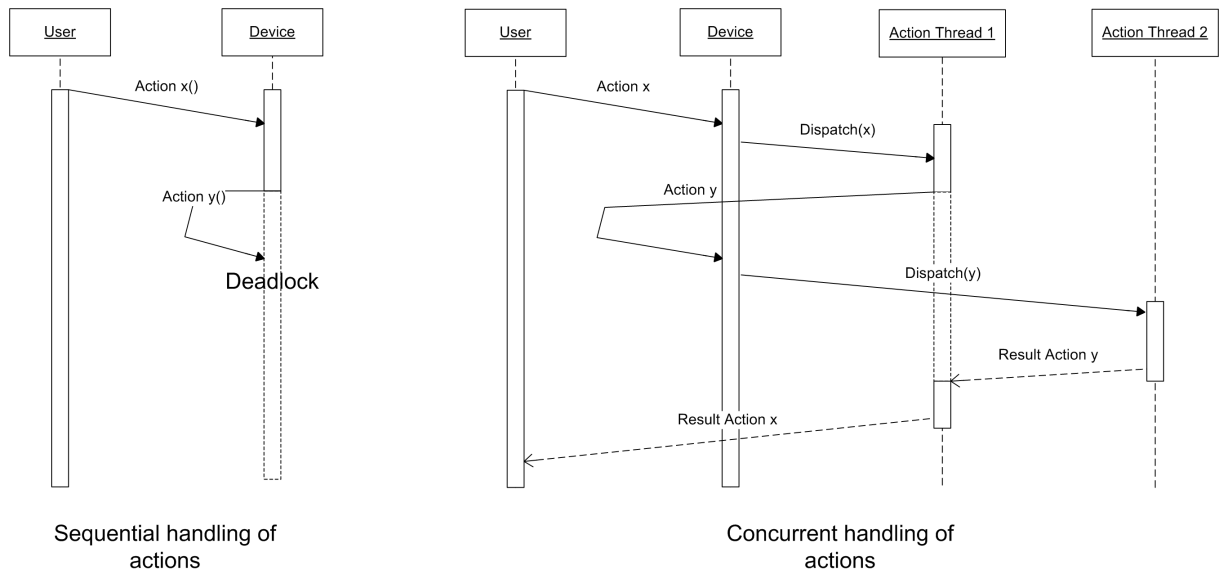 User
Device
Action x()
Action y()
Deadlock
Sequential handling of
actions
User
Device
Action Thread 1
Action Thread 2
Action x
Dispatch(x)
Action y
Dispatch(y)
Result Action y
Result Action x
Concurrent handling of
actions